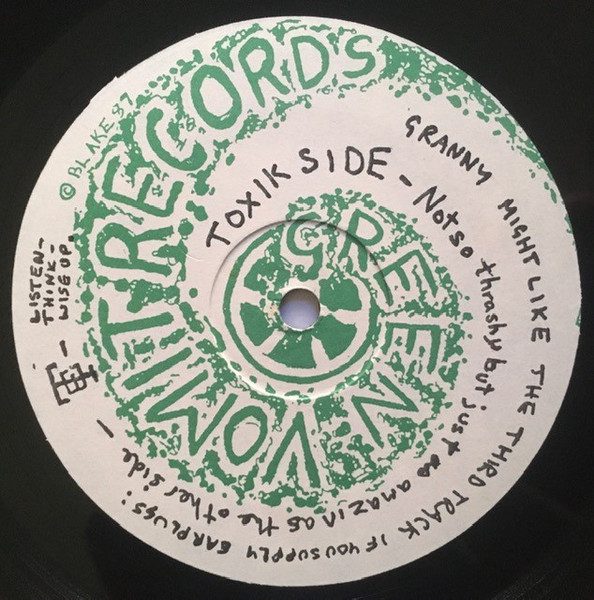 GREEN VOMIT RECORDS
© BLAKE 87
TOXIK SIDE - Not so thrashy but just as amazin as the other side -
GRANNY MIGHT LIKE THE THIRD TRACK IF YOU SUPPLY EARPLUGS!
LISTEN-
THINK-
WISE UP